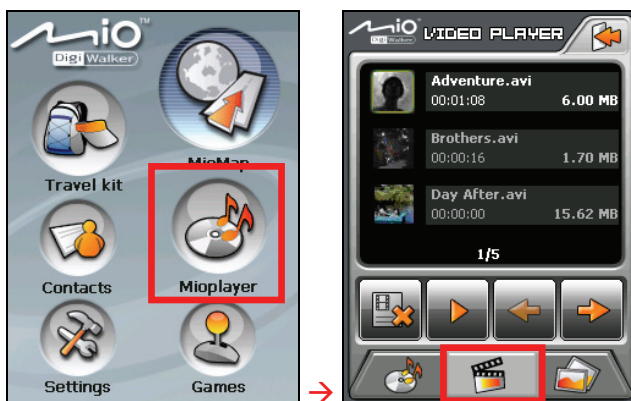 mio™
Digi Walker
MioMap
Travel kit
Contacts
Mioplayer
Settings
Games
→
mio
Digi Walker
VIDEO PLAYER
Adventure.avi
00:01:08 6.00 MB
Brothers.avi
00:00:16 1.70 MB
Day After.avi
00:00:00 15.62 MB
1/5